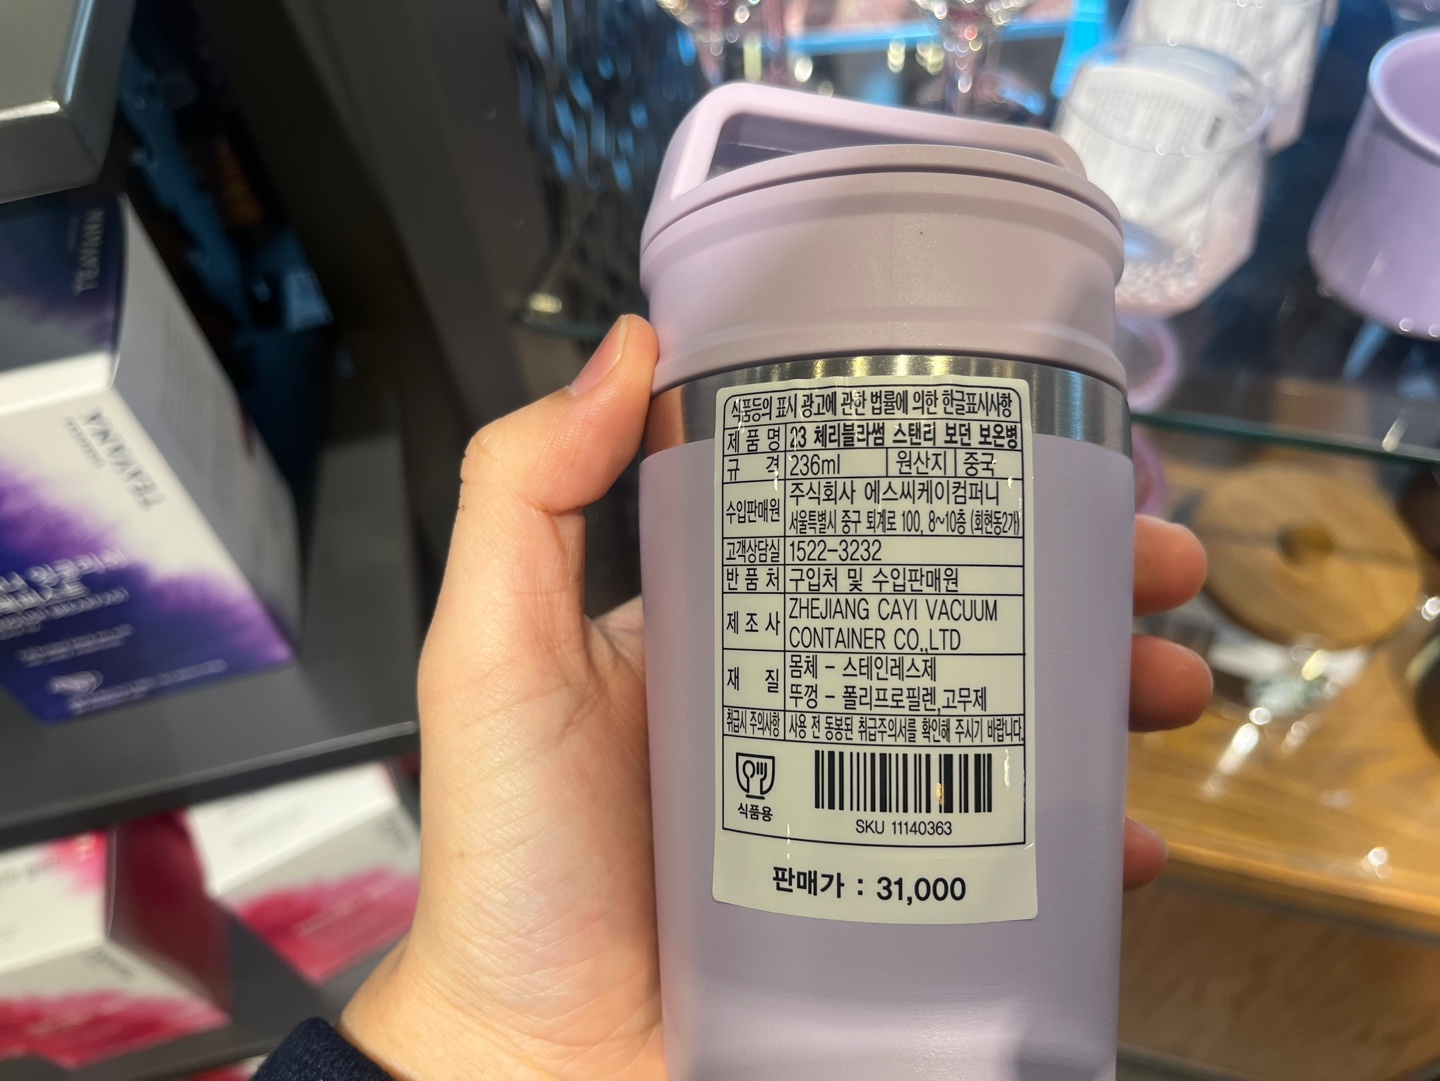 식품등의 표시 광고에 관한 법률에 의한 한글표시사항
제 품 명 23 체리블라썸 스탠리 보던 보온병
규 격 236ml 원산지 중국
수입판매원 주식회사 에스씨케이컴퍼니
서울특별시 중구 퇴계로 100, 8~10층 (회현동2가)
고객상담실 1522-3232
반 품 처 구입처 및 수입판매원
제 조 사 ZHEJIANG CAYI VACUUM
CONTAINER CO.,LTD
재 질 몸체 - 스테인레스제
뚜껑 - 폴리프로필렌,고무제
취급시 주의사항 사용 전 동봉된 취급주의서를 확인해 주시기 바랍니다.
식품용
SKU 11140363
판매가 : 31,000
TEAVANA
TEAVANA